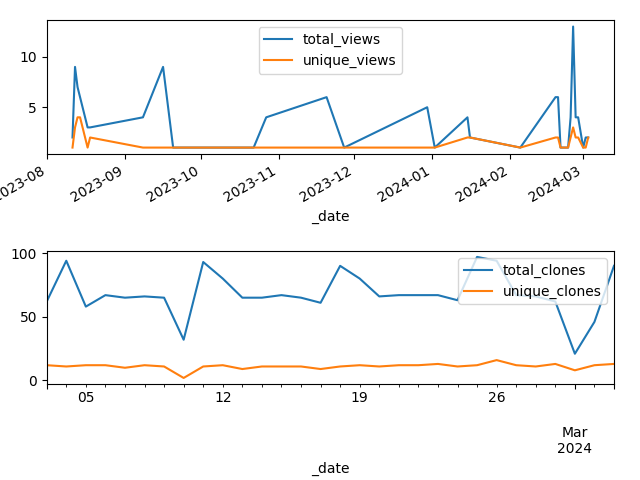 total_views
unique_views
10
5
2023-08
2023-09
2023-10
2023-11
2023-12
2024-01
2024-02
2024-03
_date
total_clones
unique_clones
100
50
0
05
12
19
26
Mar
2024
_date